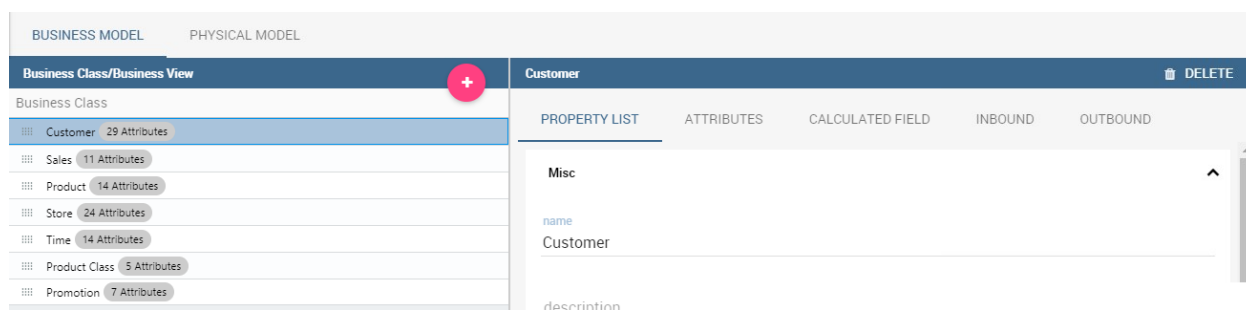 BUSINESS MODEL PHYSICAL MODEL
Business Class/Business View
+
Business Class
Customer 29 Attributes
Sales 11 Attributes
Product 14 Attributes
Store 24 Attributes
Time 14 Attributes
Product Class 5 Attributes
Promotion 7 Attributes
Customer DELETE
PROPERTY LIST ATTRIBUTES CALCULATED FIELD INBOUND OUTBOUND
Misc
name
Customer
description